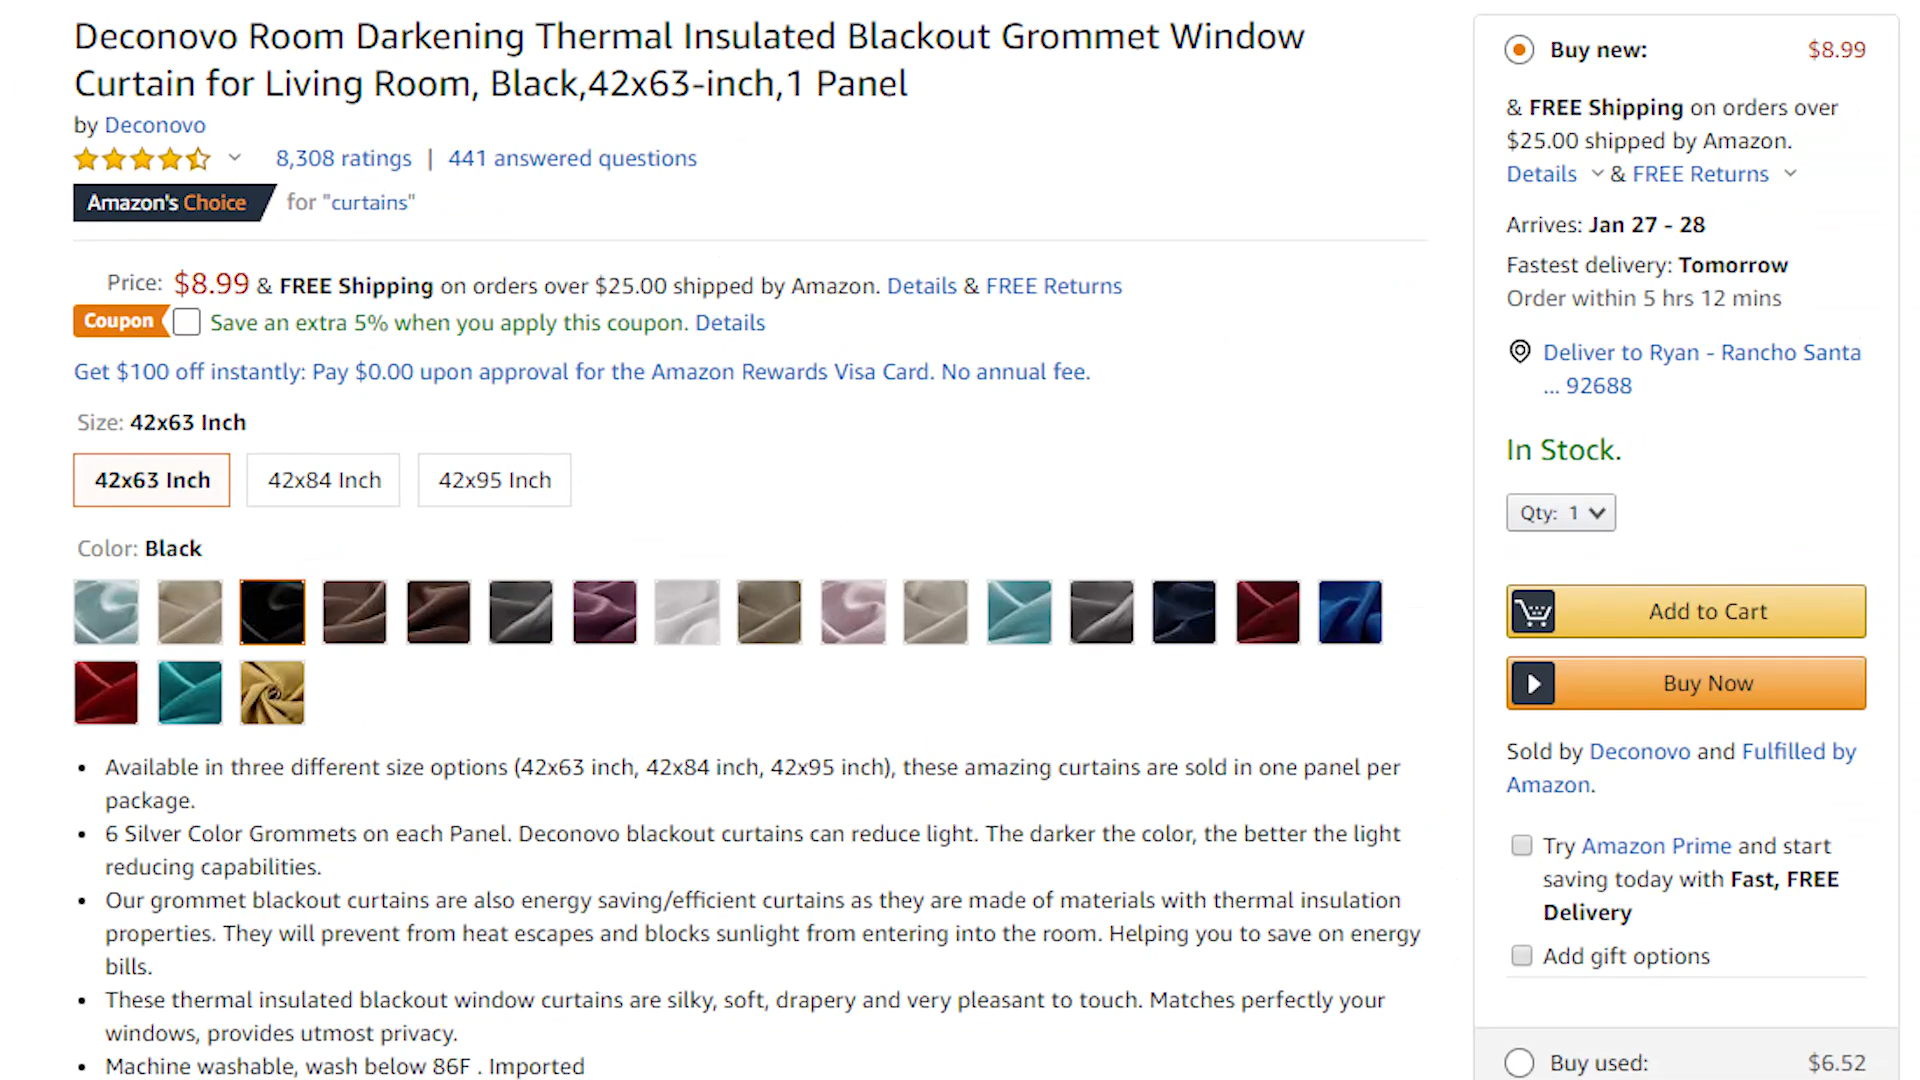 Deconovo Room Darkening Thermal Insulated Blackout Grommet Window
Curtain for Living Room, Black,42x63-inch,1 Panel
by Deconovo
8,308 ratings | 441 answered questions
Amazon's Choice for "curtains"
Price: $8.99 & FREE Shipping on orders over $25.00 shipped by Amazon. Details & FREE Returns
Coupon Save an extra 5% when you apply this coupon. Details
Get $100 off instantly: Pay $0.00 upon approval for the Amazon Rewards Visa Card. No annual fee.
Size: 42x63 Inch
42x63 Inch 42x84 Inch 42x95 Inch
Color: Black
• Available in three different size options (42x63 inch, 42x84 inch, 42x95 inch), these amazing curtains are sold in one panel per
package.
• 6 Silver Color Grommets on each Panel. Deconovo blackout curtains can reduce light. The darker the color, the better the light
reducing capabilities.
• Our grommet blackout curtains are also energy saving/efficient curtains as they are made of materials with thermal insulation
properties. They will prevent from heat escapes and blocks sunlight from entering into the room. Helping you to save on energy
bills.
• These thermal insulated blackout window curtains are silky, soft, drapery and very pleasant to touch. Matches perfectly your
windows, provides utmost privacy.
• Machine washable, wash below 86F . Imported
Buy new: $8.99
& FREE Shipping on orders over
$25.00 shipped by Amazon.
Details & FREE Returns
Arrives: Jan 27 - 28
Fastest delivery: Tomorrow
Order within 5 hrs 12 mins
Deliver to Ryan - Rancho Santa
... 92688
In Stock.
Qty: 1
Add to Cart
Buy Now
Sold by Deconovo and Fulfilled by
Amazon.
Try Amazon Prime and start
saving today with Fast, FREE
Delivery
Add gift options
Buy used: $6.52